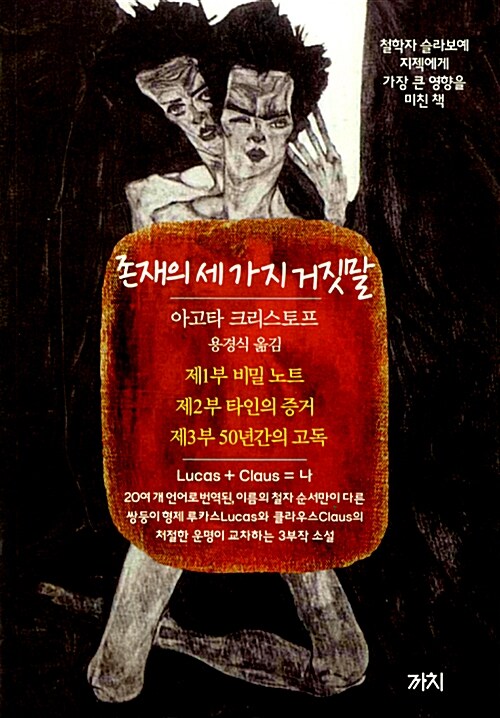 철학자 슬라보예
지젝에게
가장 큰 영향을
미친 책
존재의 세 가지 거짓말
아고타 크리스토프
용경식 옮김
제1부 비밀 노트
제2부 타인의 증거
제3부 50년간의 고독
Lucas + Claus = 나
20여 개 언어로 번역된, 이름의 철자 순서만이 다른
쌍둥이 형제 루카스Lucas와 클라우스Claus의
처절한 운명이 교차하는 3부작 소설
까치